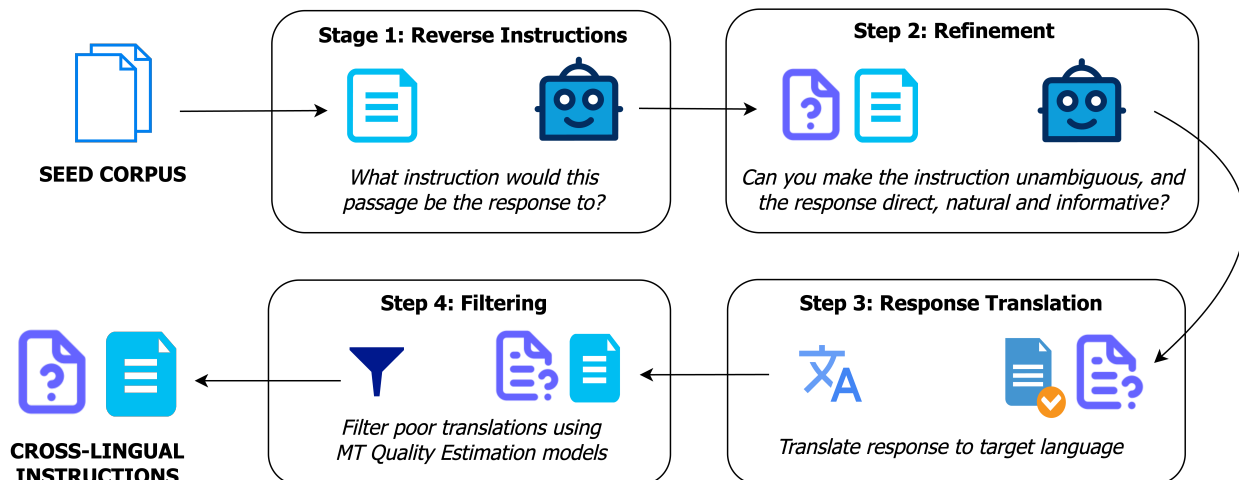 Stage 1: Reverse Instructions
What instruction would this
passage be the response to?
SEED CORPUS
Step 2: Refinement
Can you make the instruction unambiguous, and
the response direct, natural and informative?
Step 3: Response Translation
文A
Translate response to target language
Step 4: Filtering
Filter poor translations using
MT Quality Estimation models
CROSS-LINGUAL
INSTRUCTIONS